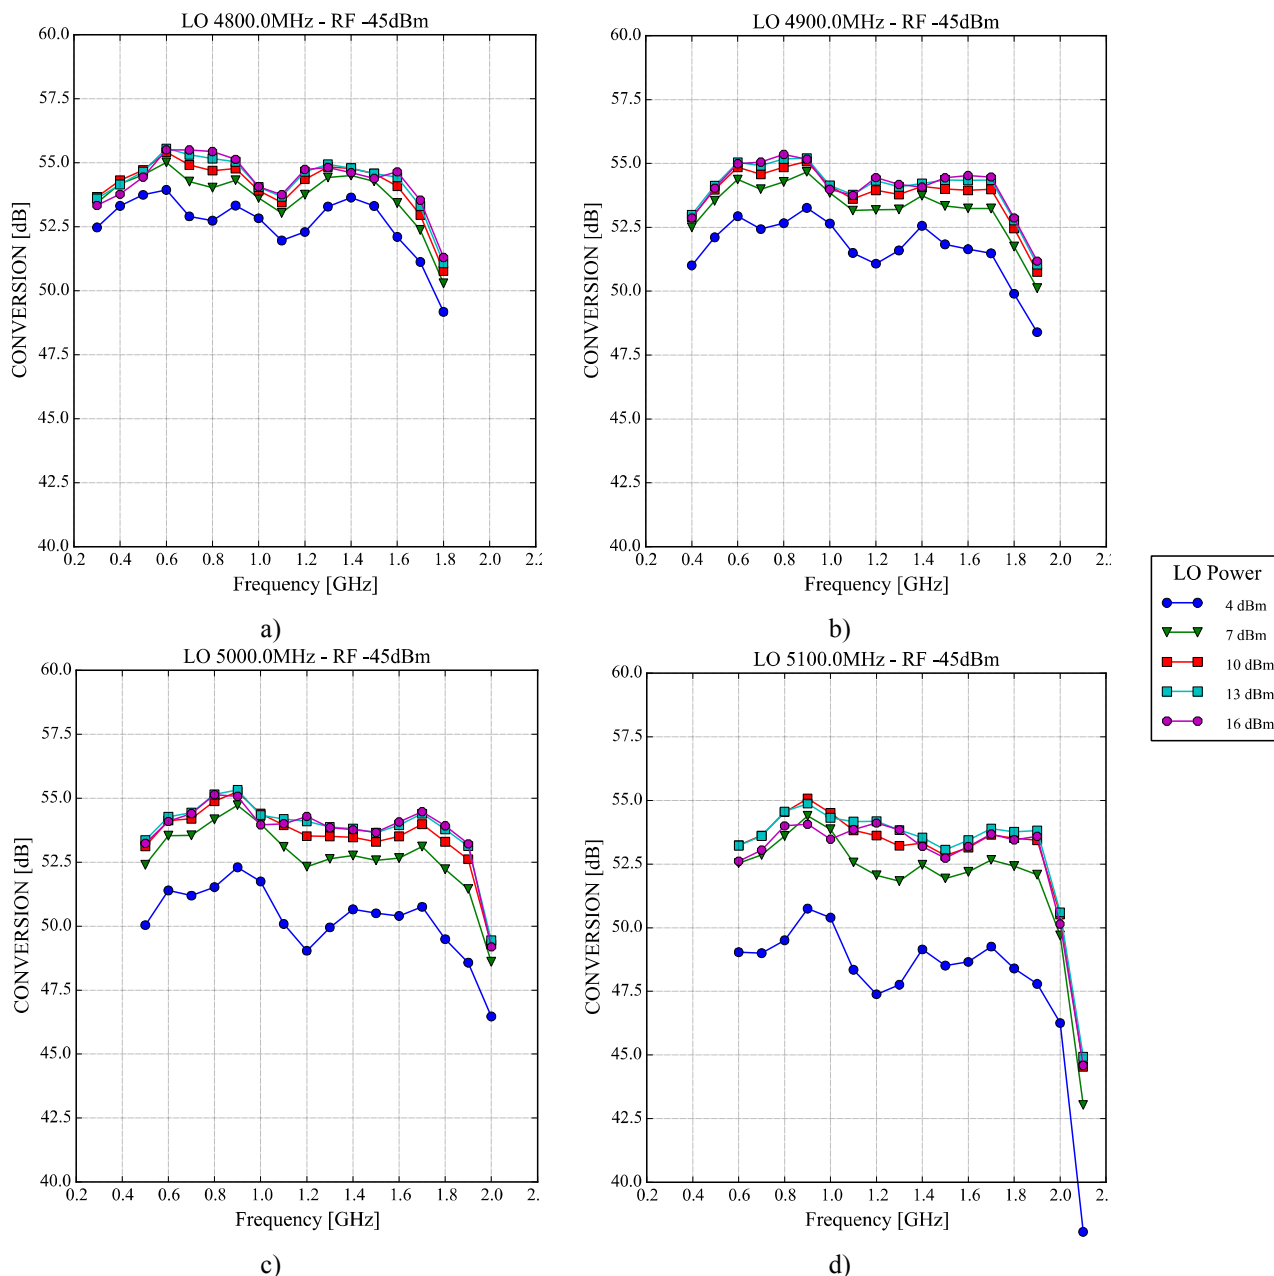 LO 4800.0MHz - RF -45dBm
60.0
57.5
55.0
52.5
50.0
47.5
45.0
42.5
40.0
CONVERSION [dB]
0.2 0.4 0.6 0.8 1.0 1.2 1.4 1.6 1.8 2.0 2.
Frequency [GHz]
a)
LO 4900.0MHz - RF -45dBm
60.0
57.5
55.0
52.5
50.0
47.5
45.0
42.5
40.0
CONVERSION [dB]
0.2 0.4 0.6 0.8 1.0 1.2 1.4 1.6 1.8 2.0 2.
Frequency [GHz]
b)
LO Power
4 dBm
7 dBm
10 dBm
13 dBm
16 dBm
LO 5000.0MHz - RF -45dBm
60.0
57.5
55.0
52.5
50.0
47.5
45.0
42.5
40.0
CONVERSION [dB]
0.2 0.4 0.6 0.8 1.0 1.2 1.4 1.6 1.8 2.0 2.
Frequency [GHz]
c)
LO 5100.0MHz - RF -45dBm
60.0
57.5
55.0
52.5
50.0
47.5
45.0
42.5
40.0
CONVERSION [dB]
0.2 0.4 0.6 0.8 1.0 1.2 1.4 1.6 1.8 2.0 2.
Frequency [GHz]
d)